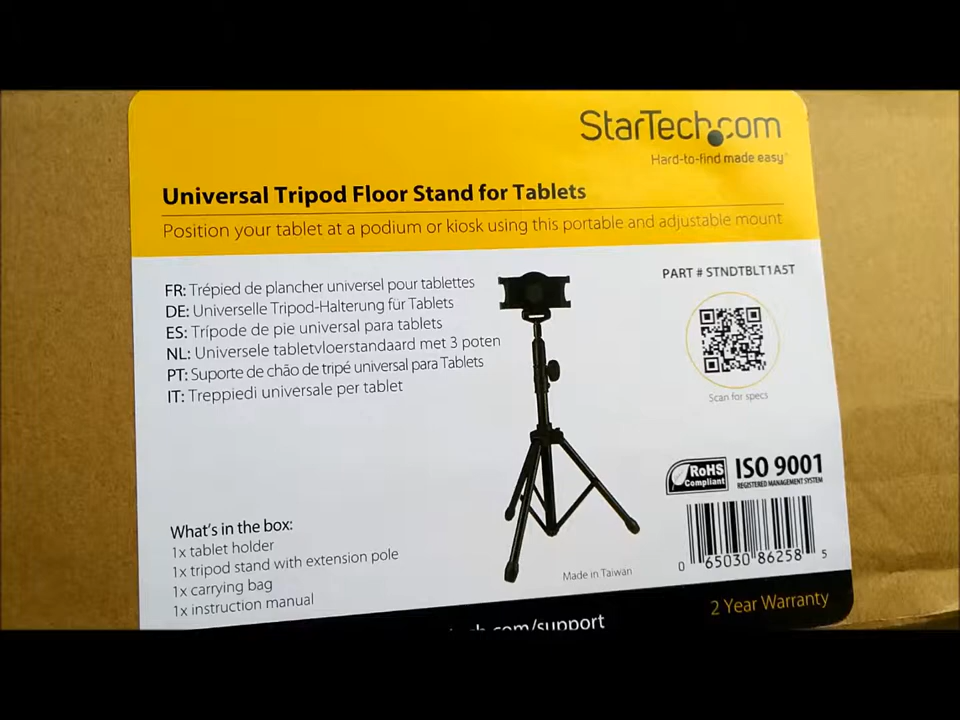 StarTech.com
Hard-to-find made easy®
Universal Tripod Floor Stand for Tablets
Position your tablet at a podium or kiosk using this portable and adjustable mount
FR: Trépied de plancher universel pour tablettes
DE: Universelle Tripod-Halterung für Tablets
ES: Trípode de pie universal para tablets
NL: Universele tabletvloerstandaard met 3 poten
PT: Suporte de chão de tripé universal para Tablets
IT: Treppiedi universale per tablet
PART # STNDTBLT1A5T
Scan for specs
RoHS
Compliant
ISO 9001
REGISTERED MANAGEMENT SYSTEM
0 65030 86258 5
What's in the box:
1x tablet holder
1x tripod stand with extension pole
1x carrying bag
1x instruction manual
Made in Taiwan
2 Year Warranty
.com/support